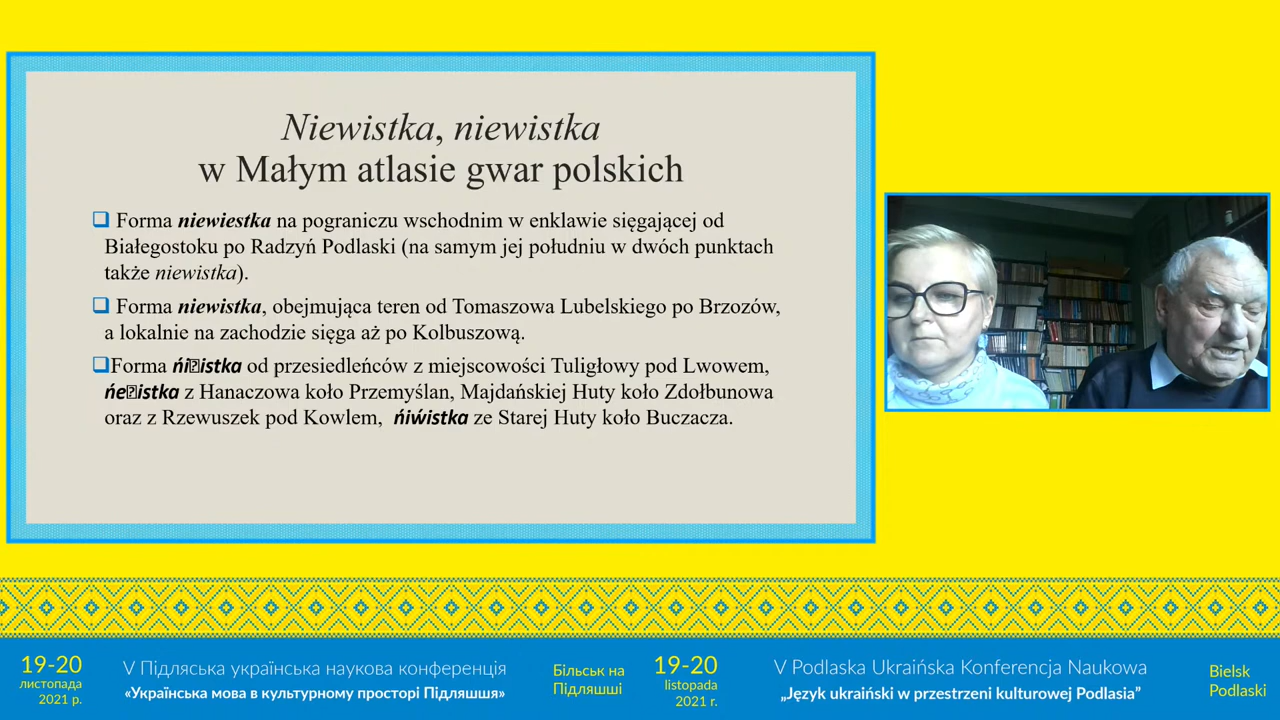 Niewistka, niewistka
w Małym atlasie gwar polskich
Forma niewiestka na pograniczu wschodnim w enklawie sięgającej od
Białegostoku po Radzyń Podlaski (na samym jej południu w dwóch punktach
także niewistka).
Forma niewistka, obejmująca teren od Tomaszowa Lubelskiego po Brzozów,
a lokalnie na zachodzie sięga aż po Kolbuszową.
Forma ńi�istka od przesiedleńców z miejscowości Tuligłowy pod Lwowem,
ńe�istka z Hanaczowa koło Przemyślan, Majdańskiej Huty koło Zdołbunowa
oraz z Rzewuszek pod Kowlem, ńiẃistka ze Starej Huty koło Buczacza.
19-20
листопада
2021 р.
V Підляська українська наукова конференція
«Українська мова в культурному просторі Підляшшя»
Більськ на
Підляшші
19-20
listopada
2021 r.
V Podlaska Ukraińska Konferencja Naukowa
„Język ukraiński w przestrzeni kulturowej Podlasia”
Bielsk
Podlaski